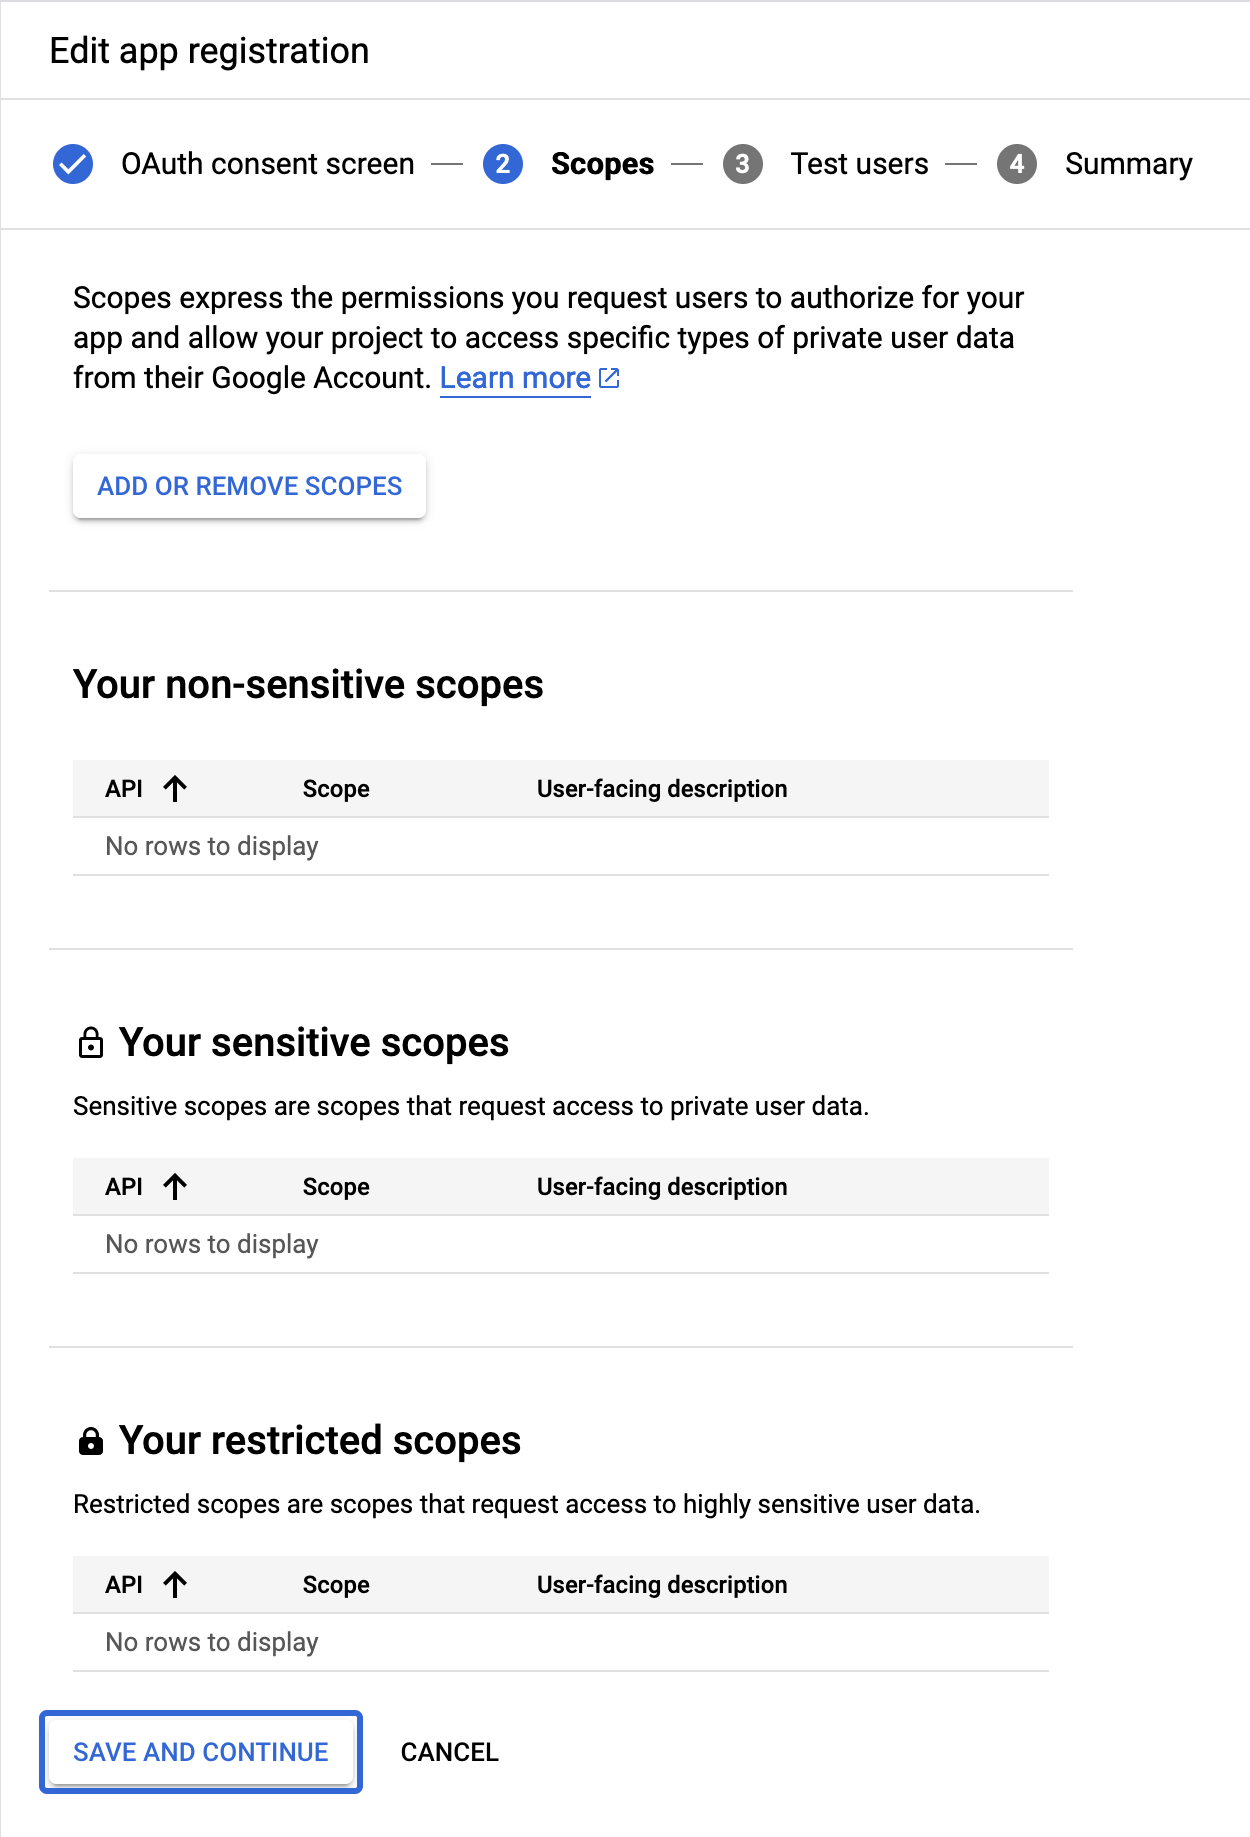 Edit app registration
OAuth consent screen — 2 Scopes — 3 Test users — 4 Summary
Scopes express the permissions you request users to authorize for your
app and allow your project to access specific types of private user data
from their Google Account. Learn more
ADD OR REMOVE SCOPES
Your non-sensitive scopes
API Scope User-facing description
No rows to display
Your sensitive scopes
Sensitive scopes are scopes that request access to private user data.
API Scope User-facing description
No rows to display
Your restricted scopes
Restricted scopes are scopes that request access to highly sensitive user data.
API Scope User-facing description
No rows to display
SAVE AND CONTINUE CANCEL